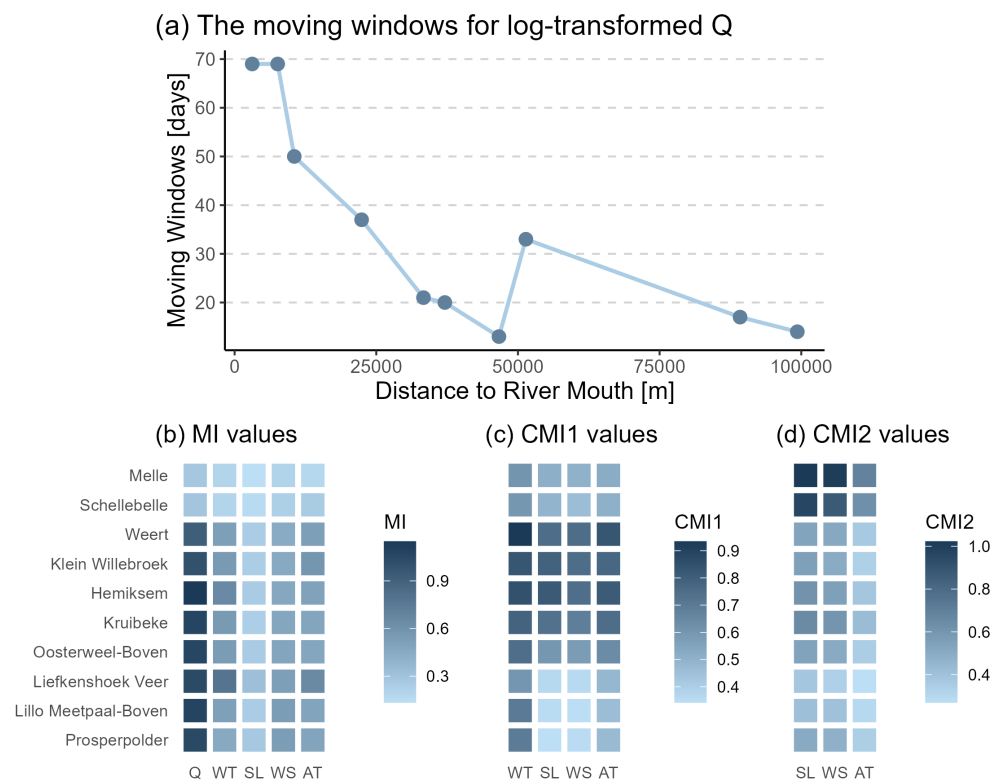 (a) The moving windows for log-transformed Q
Moving Windows [days]
70
60
50
40
30
20
0 25000 50000 75000 100000
Distance to River Mouth [m]
(b) MI values
Melle
Schellebelle
Weert
Klein Willebroek
Hemiksem
Kruibeke
Oosterweel-Boven
Liefkenshoek Veer
Lillo Meetpaal-Boven
Prosperpolder
Q WT SL WS AT
MI
0.9
0.6
0.3
(c) CMI1 values
WT SL WS AT
CMI1
0.9
0.8
0.7
0.6
0.5
0.4
(d) CMI2 values
SL WS AT
CMI2
1.0
0.8
0.6
0.4